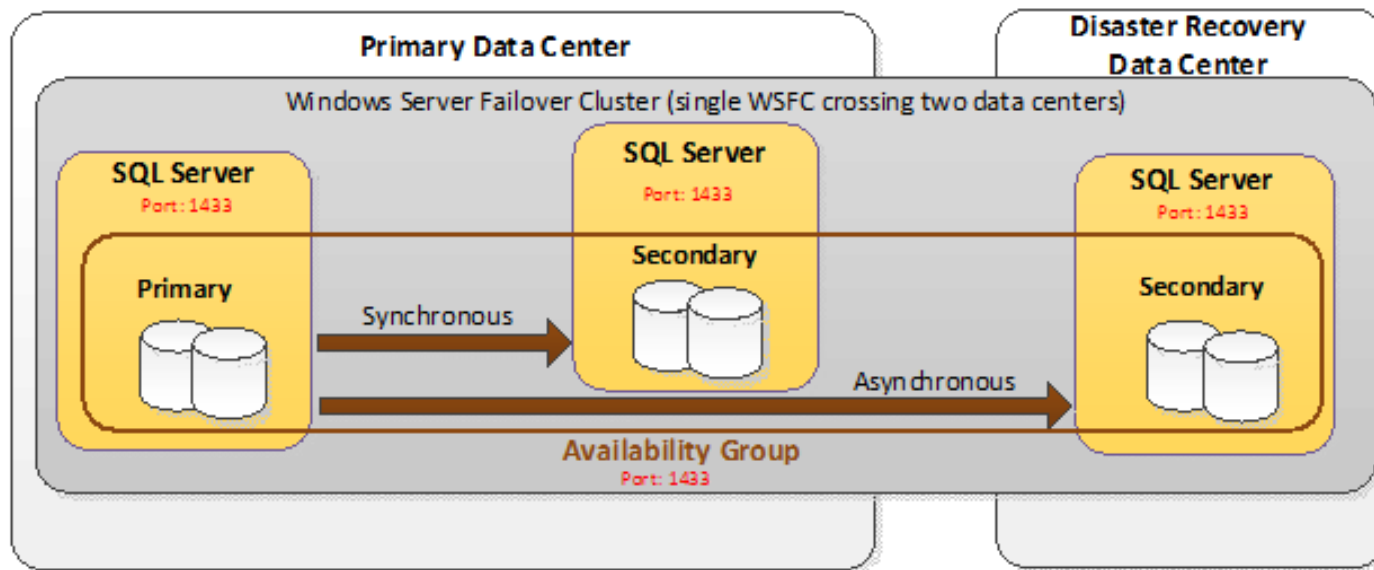 Primary Data Center
Disaster Recovery
Data Center
Windows Server Failover Cluster (single WSFC crossing two data centers)
SQL Server
Port: 1433
Primary
Synchronous
SQL Server
Port: 1433
Secondary
Asynchronous
SQL Server
Port: 1433
Secondary
Availability Group
Port: 1433